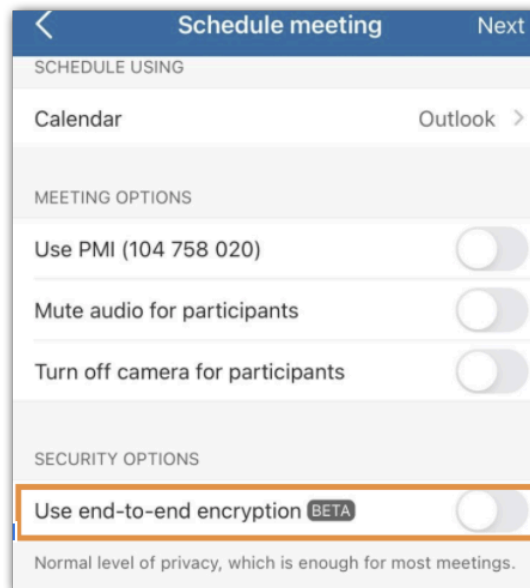 Schedule meeting Next
SCHEDULE USING
Calendar Outlook
MEETING OPTIONS
Use PMI (104 758 020)
Mute audio for participants
Turn off camera for participants
SECURITY OPTIONS
Use end-to-end encryption BETA
Normal level of privacy, which is enough for most meetings.